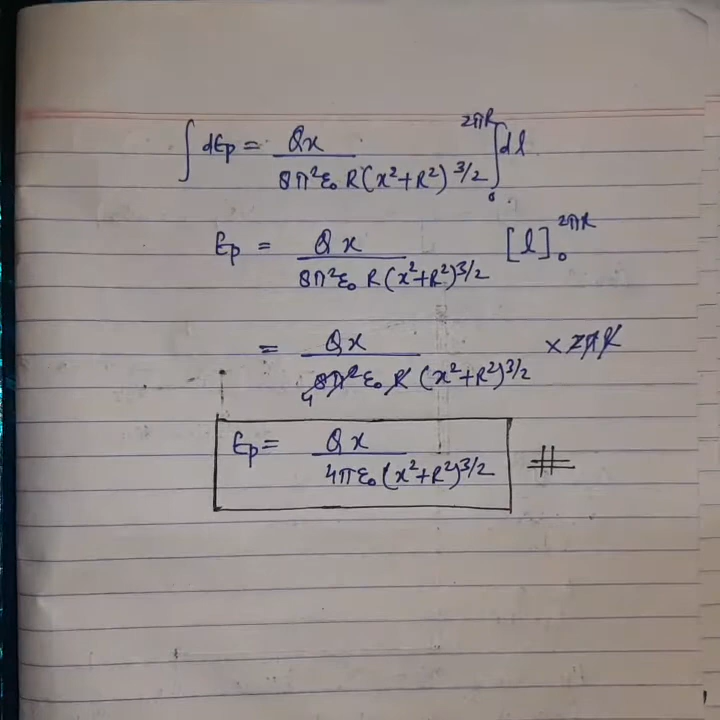 ∫ dEp = Qx / 8π²ε₀ R(x²+R²)^3/2 ∫₀^2πR dl
Ep = Qx / 8π²ε₀ R(x²+R²)^3/2 [l]₀^2πR
= Qx / 8π²ε₀ R (x²+R²)^3/2 × 2πR
4
Ep = Qx / 4πε₀(x²+R²)^3/2